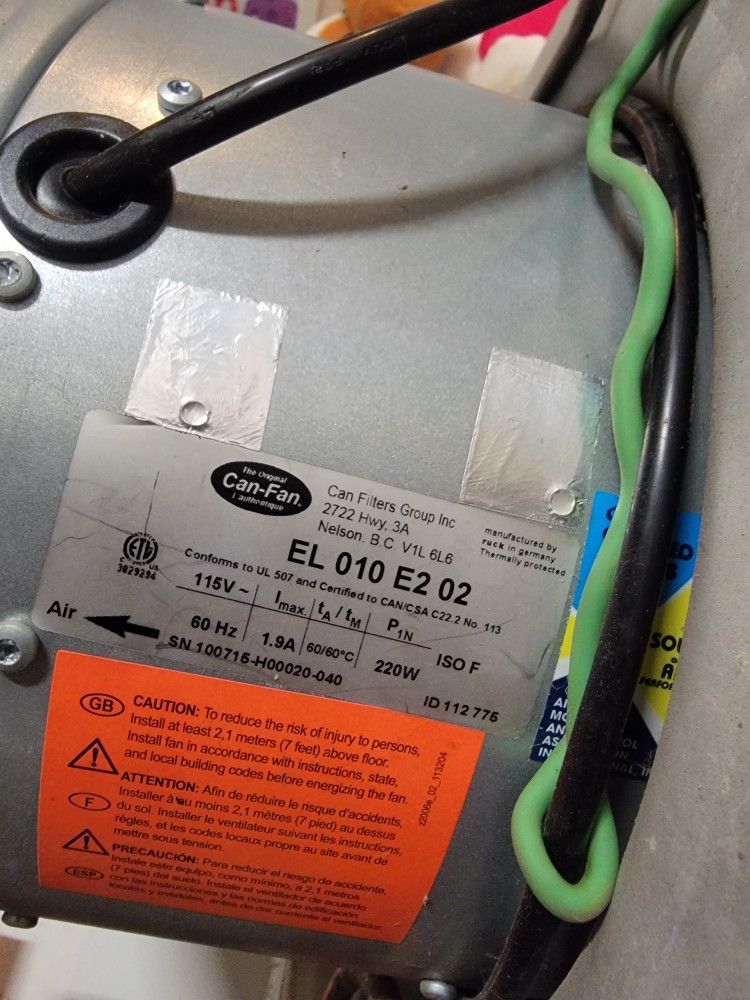 The Original
Can-Fan.
l'authentique
Can Filters Group Inc
2722 Hwy. 3A
Nelson. B.C. V1L 6L6
manufactured by
ruck in germany
Thermally protected
EL 010 E2 02
ETL
3029294
Conforms to UL 507 and Certified to CAN/CSA C22.2 No. 113
115V ~ Imax. tA / tM P1N
60 Hz 1.9A 60/60°C 220W ISO F
Air
SN 100715-H00020-040
ID 112 775
GB
CAUTION: To reduce the risk of injury to persons,
Install at least 2,1 meters (7 feet) above floor.
Install fan in accordance with instructions, state,
and local building codes before energizing the fan.
F
ATTENTION: Afin de réduire le risque d'accidents,
Installer à au moins 2,1 mètres (7 pied) au dessus
du sol. Installer le ventilateur suivant les instructions,
règles, et les codes locaux propre au site avant de
mettre sous tension.
ESP
PRECAUCIÓN: Para reducir el riesgo de accidente,
Instale este equipo, como mínimo, a 2,1 metros
(7 pies) del suelo. Instale el ventilador de acuerdo
con las instrucciones y las normas de edificación
locales y estetales, antes de dar corriente al ventilador.
z2006e_02_113204